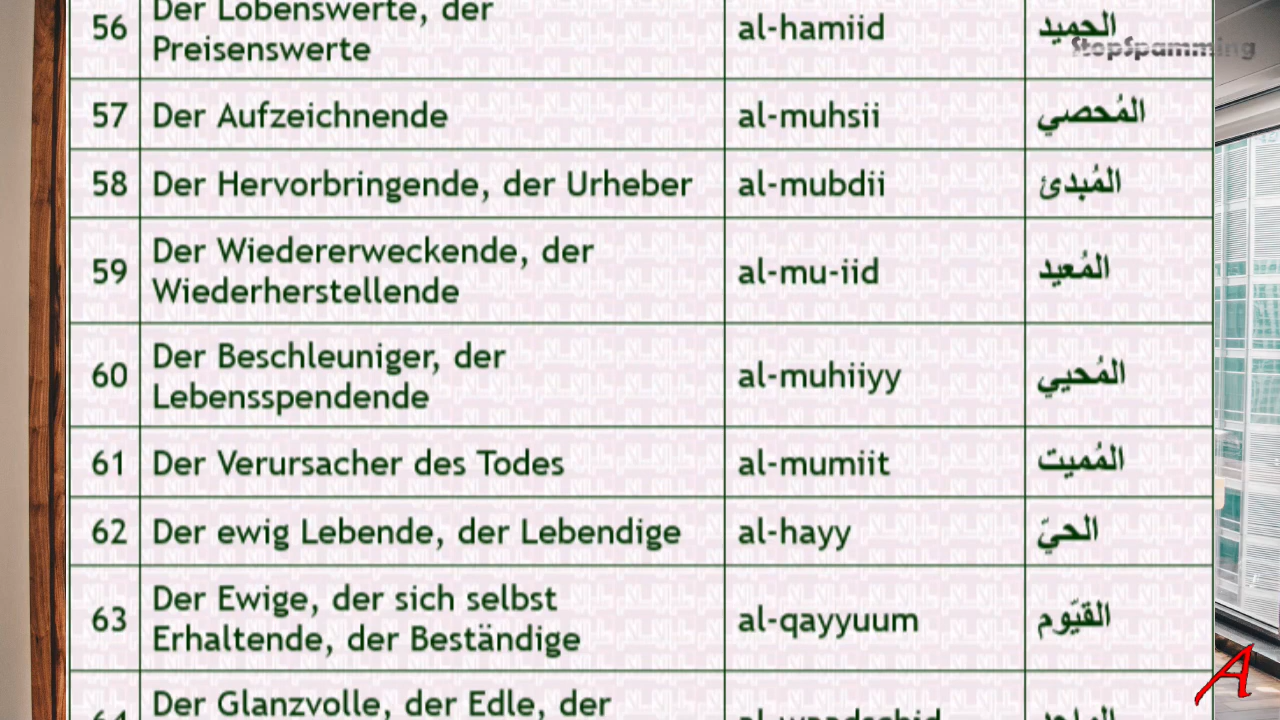 56 Der Lobenswerte, der
Preisenswerte al-hamiid الحميد
StopSpamming
57 Der Aufzeichnende al-muhsii المُحصي
58 Der Hervorbringende, der Urheber al-mubdii المُبدئ
59 Der Wiedererweckende, der
Wiederherstellende al-mu-iid المُعيد
60 Der Beschleuniger, der
Lebensspendende al-muhiiyy المُحيي
61 Der Verursacher des Todes al-mumiit المُميت
62 Der ewig Lebende, der Lebendige al-hayy الحيّ
63 Der Ewige, der sich selbst
Erhaltende, der Beständige al-qayyuum القيّوم
64 Der Glanzvolle, der Edle, der
A